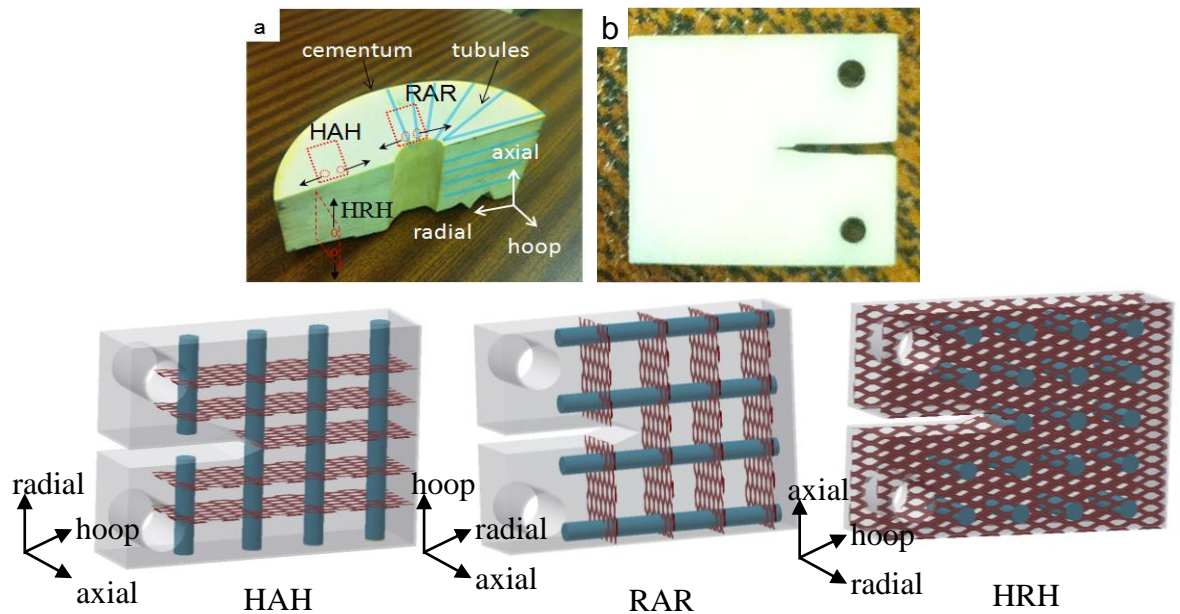 a
cementum
tubules
RAR
HAH
axial
HRH
radial
hoop
b
radial
hoop
axial
HAH
hoop
radial
axial
RAR
axial
hoop
radial
HRH